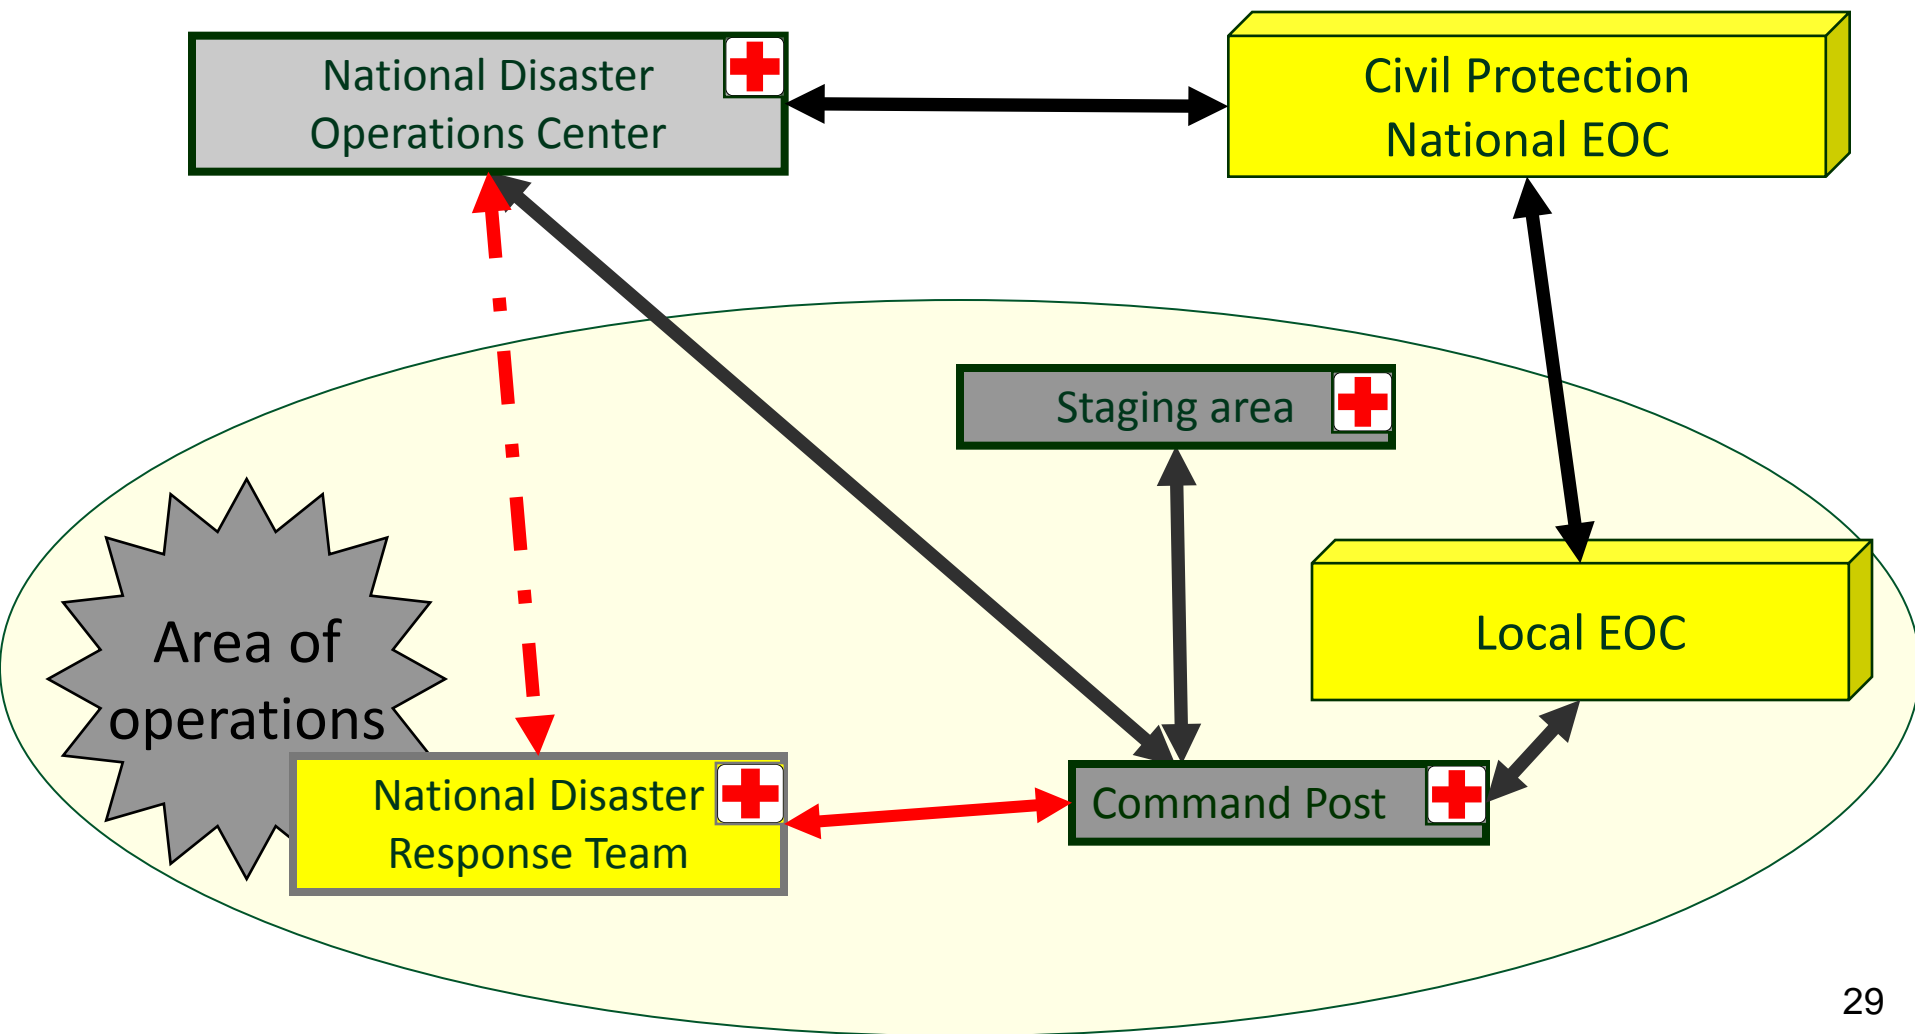 National Disaster
Operations Center
Civil Protection
National EOC
Staging area
Local EOC
Area of
operations
National Disaster
Response Team
Command Post
29